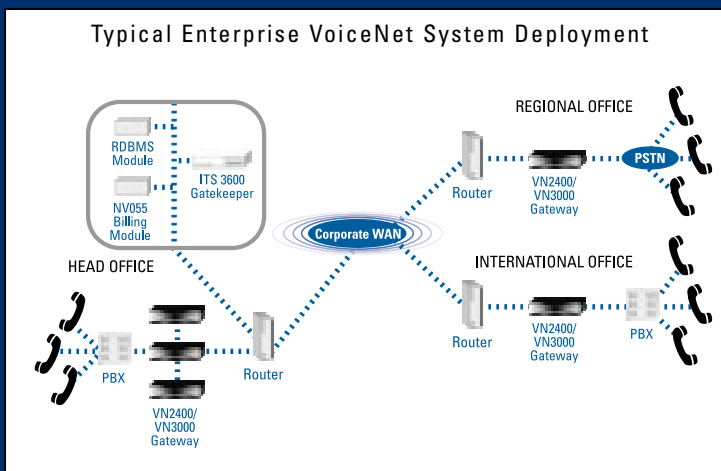 Typical Enterprise VoiceNet System Deployment
RDBMS
Module
ITS 3600
Gatekeeper
NV055
Billing
Module
HEAD OFFICE
PBX
VN2400/
VN3000
Gateway
Router
Corporate WAN
REGIONAL OFFICE
Router
VN2400/
VN3000
Gateway
PSTN
INTERNATIONAL OFFICE
Router
VN2400/
VN3000
Gateway
PBX